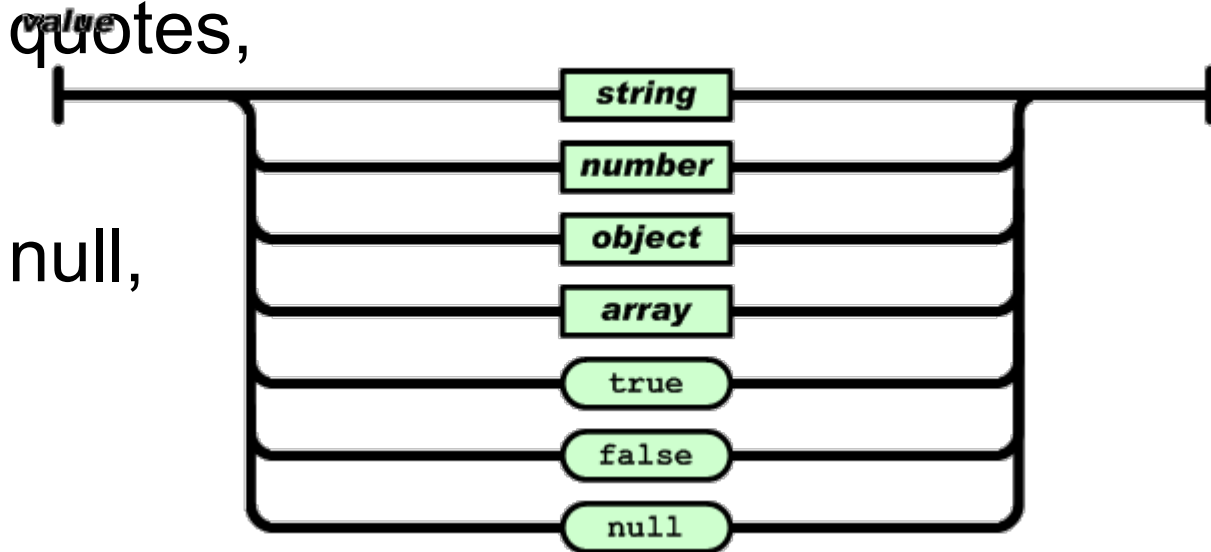 value
quotes,
string
number
object
null,
array
true
false
null